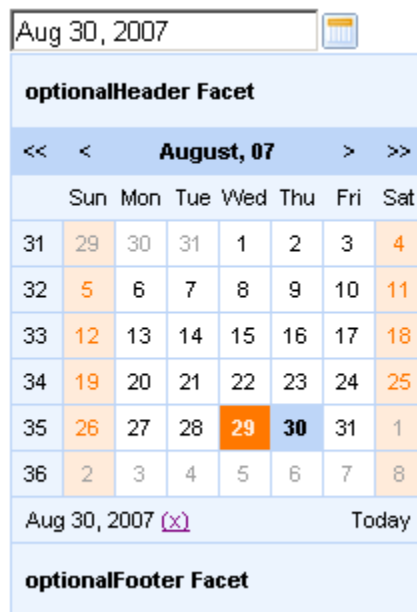 Aug 30, 2007
optionalHeader Facet
<< < August, 07 > >>
Sun Mon Tue Wed Thu Fri Sat
31 29 30 31 1 2 3 4
32 5 6 7 8 9 10 11
33 12 13 14 15 16 17 18
34 19 20 21 22 23 24 25
35 26 27 28 29 30 31 1
36 2 3 4 5 6 7 8
Aug 30, 2007 (x) Today
optionalFooter Facet